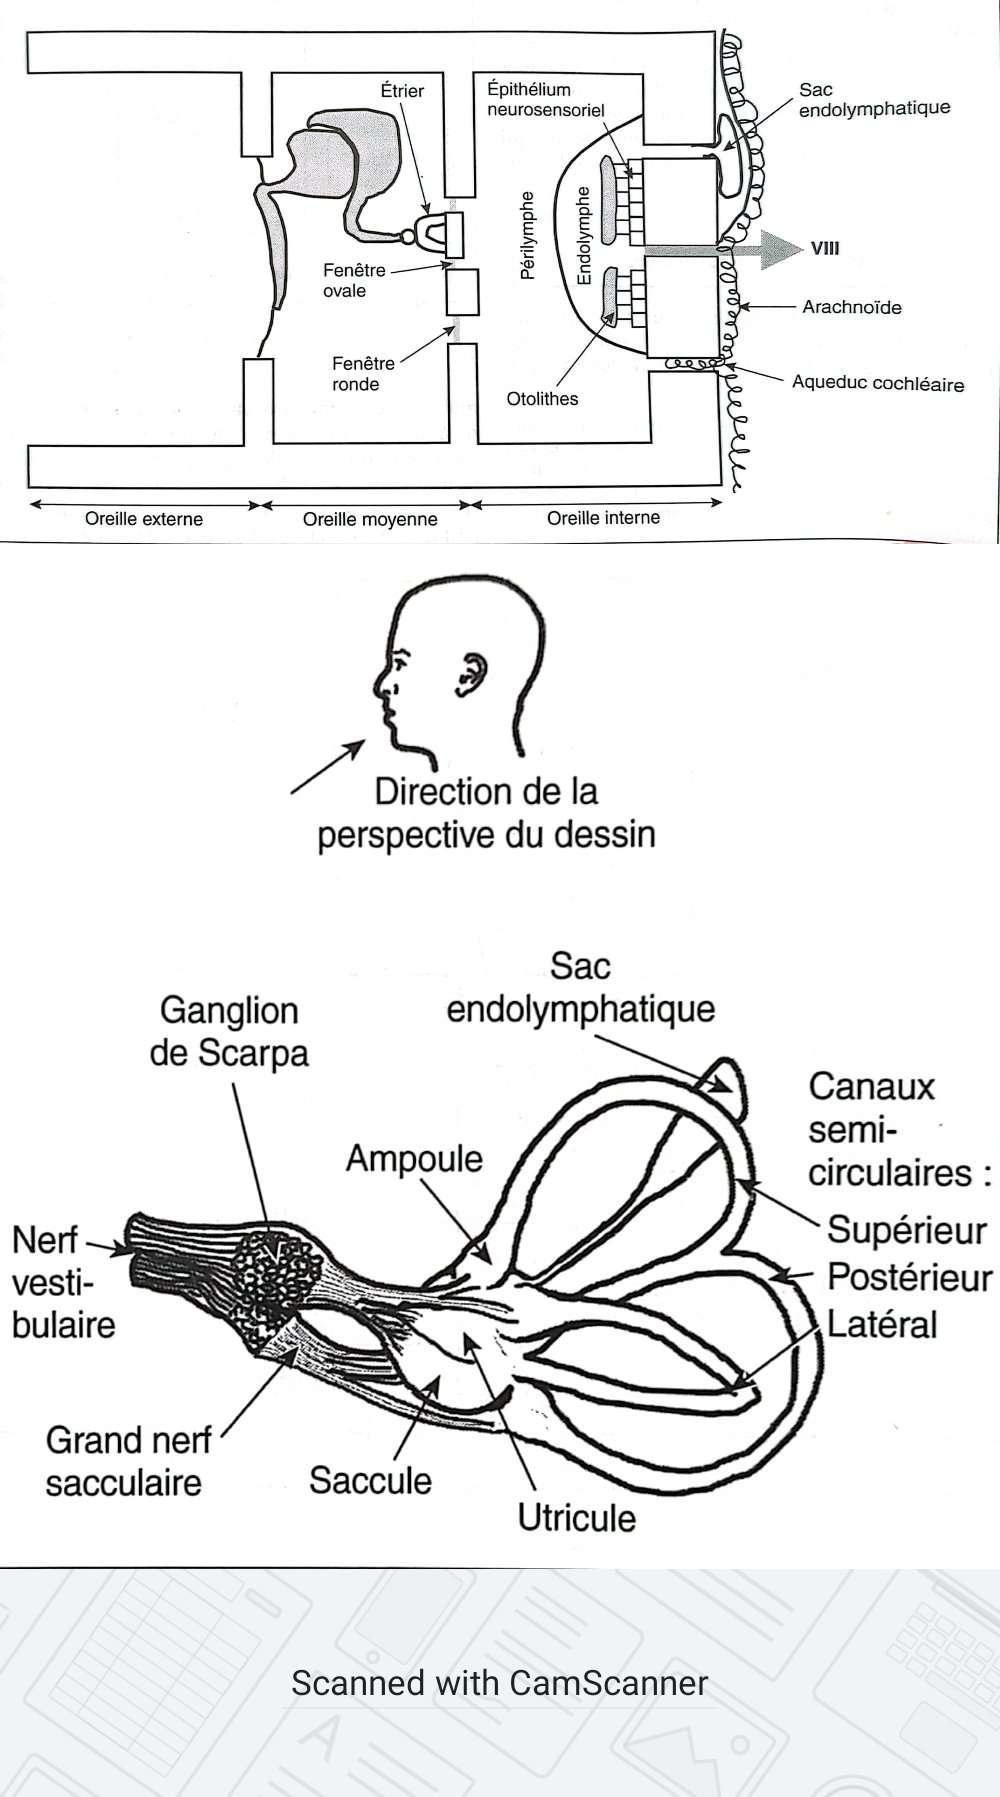 Étrier
Épithélium
neurosensoriel
Sac
endolymphatique
Périlymphe
Endolymphe
VIII
Fenêtre
ovale
Arachnoïde
Fenêtre
ronde
Otolithes
Aqueduc cochléaire
Oreille externe
Oreille moyenne
Oreille interne
Direction de la
perspective du dessin
Sac
endolymphatique
Ganglion
de Scarpa
Canaux
semi-
circulaires :
Ampoule
Supérieur
Postérieur
Latéral
Nerf
vesti-
bulaire
Grand nerf
sacculaire
Saccule
Utricule
Scanned with CamScanner